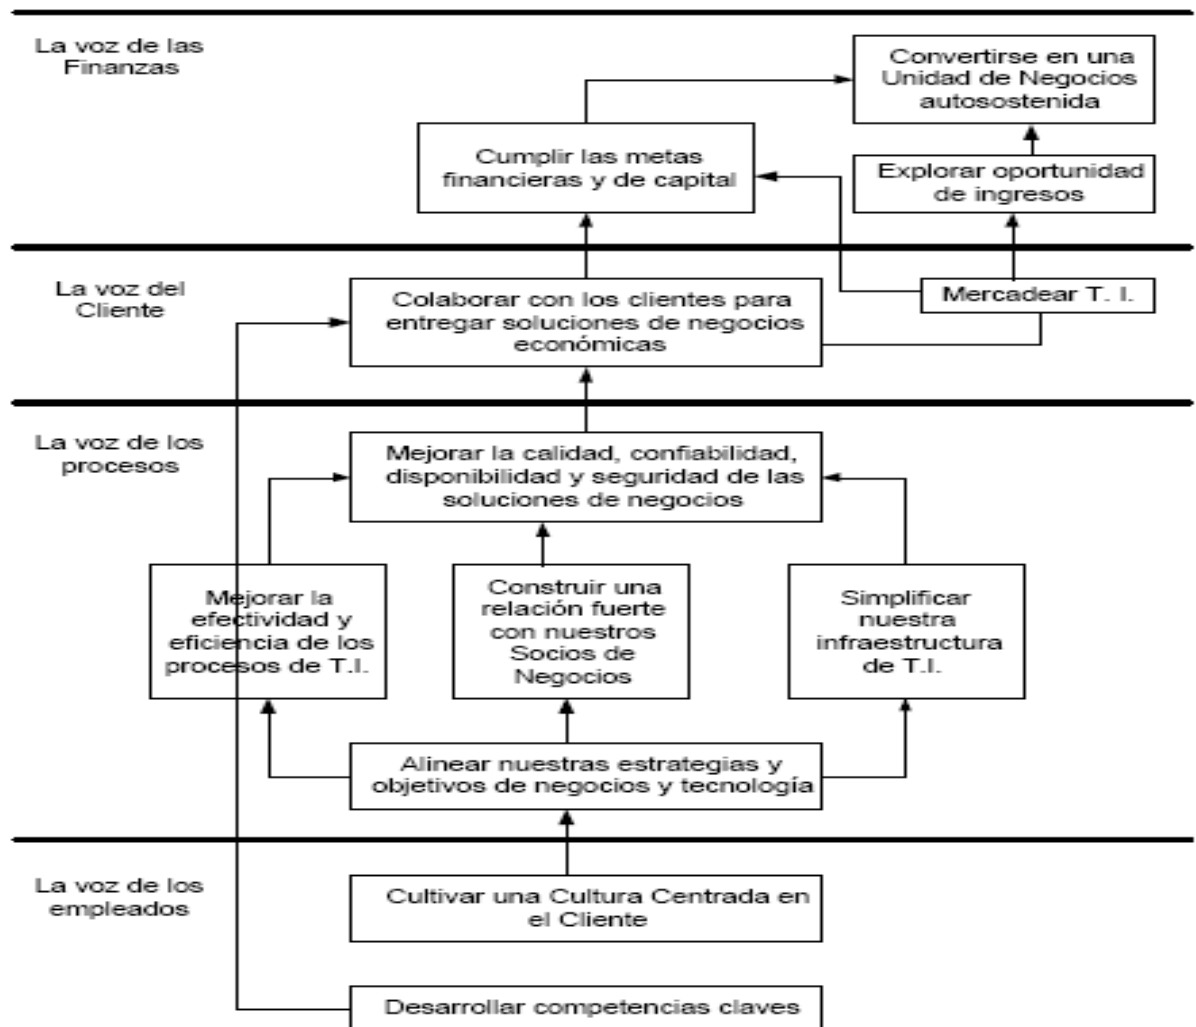 La voz de las
Finanzas
Convertirse en una
Unidad de Negocios
autosostenida
Cumplir las metas
financieras y de capital
Explorar oportunidad
de ingresos
La voz del
Cliente
Colaborar con los clientes para
entregar soluciones de negocios
económicas
Mercadear T. I.
La voz de los
procesos
Mejorar la calidad, confiabilidad,
disponibilidad y seguridad de las
soluciones de negocios
Mejorar la
efectividad y
eficiencia de los
procesos de T.I.
Construir una
relación fuerte
con nuestros
Socios de
Negocios
Simplificar
nuestra
infraestructura
de T.I.
Alinear nuestras estrategias y
objetivos de negocios y tecnología
La voz de los
empleados
Cultivar una Cultura Centrada en
el Cliente
Desarrollar competencias claves